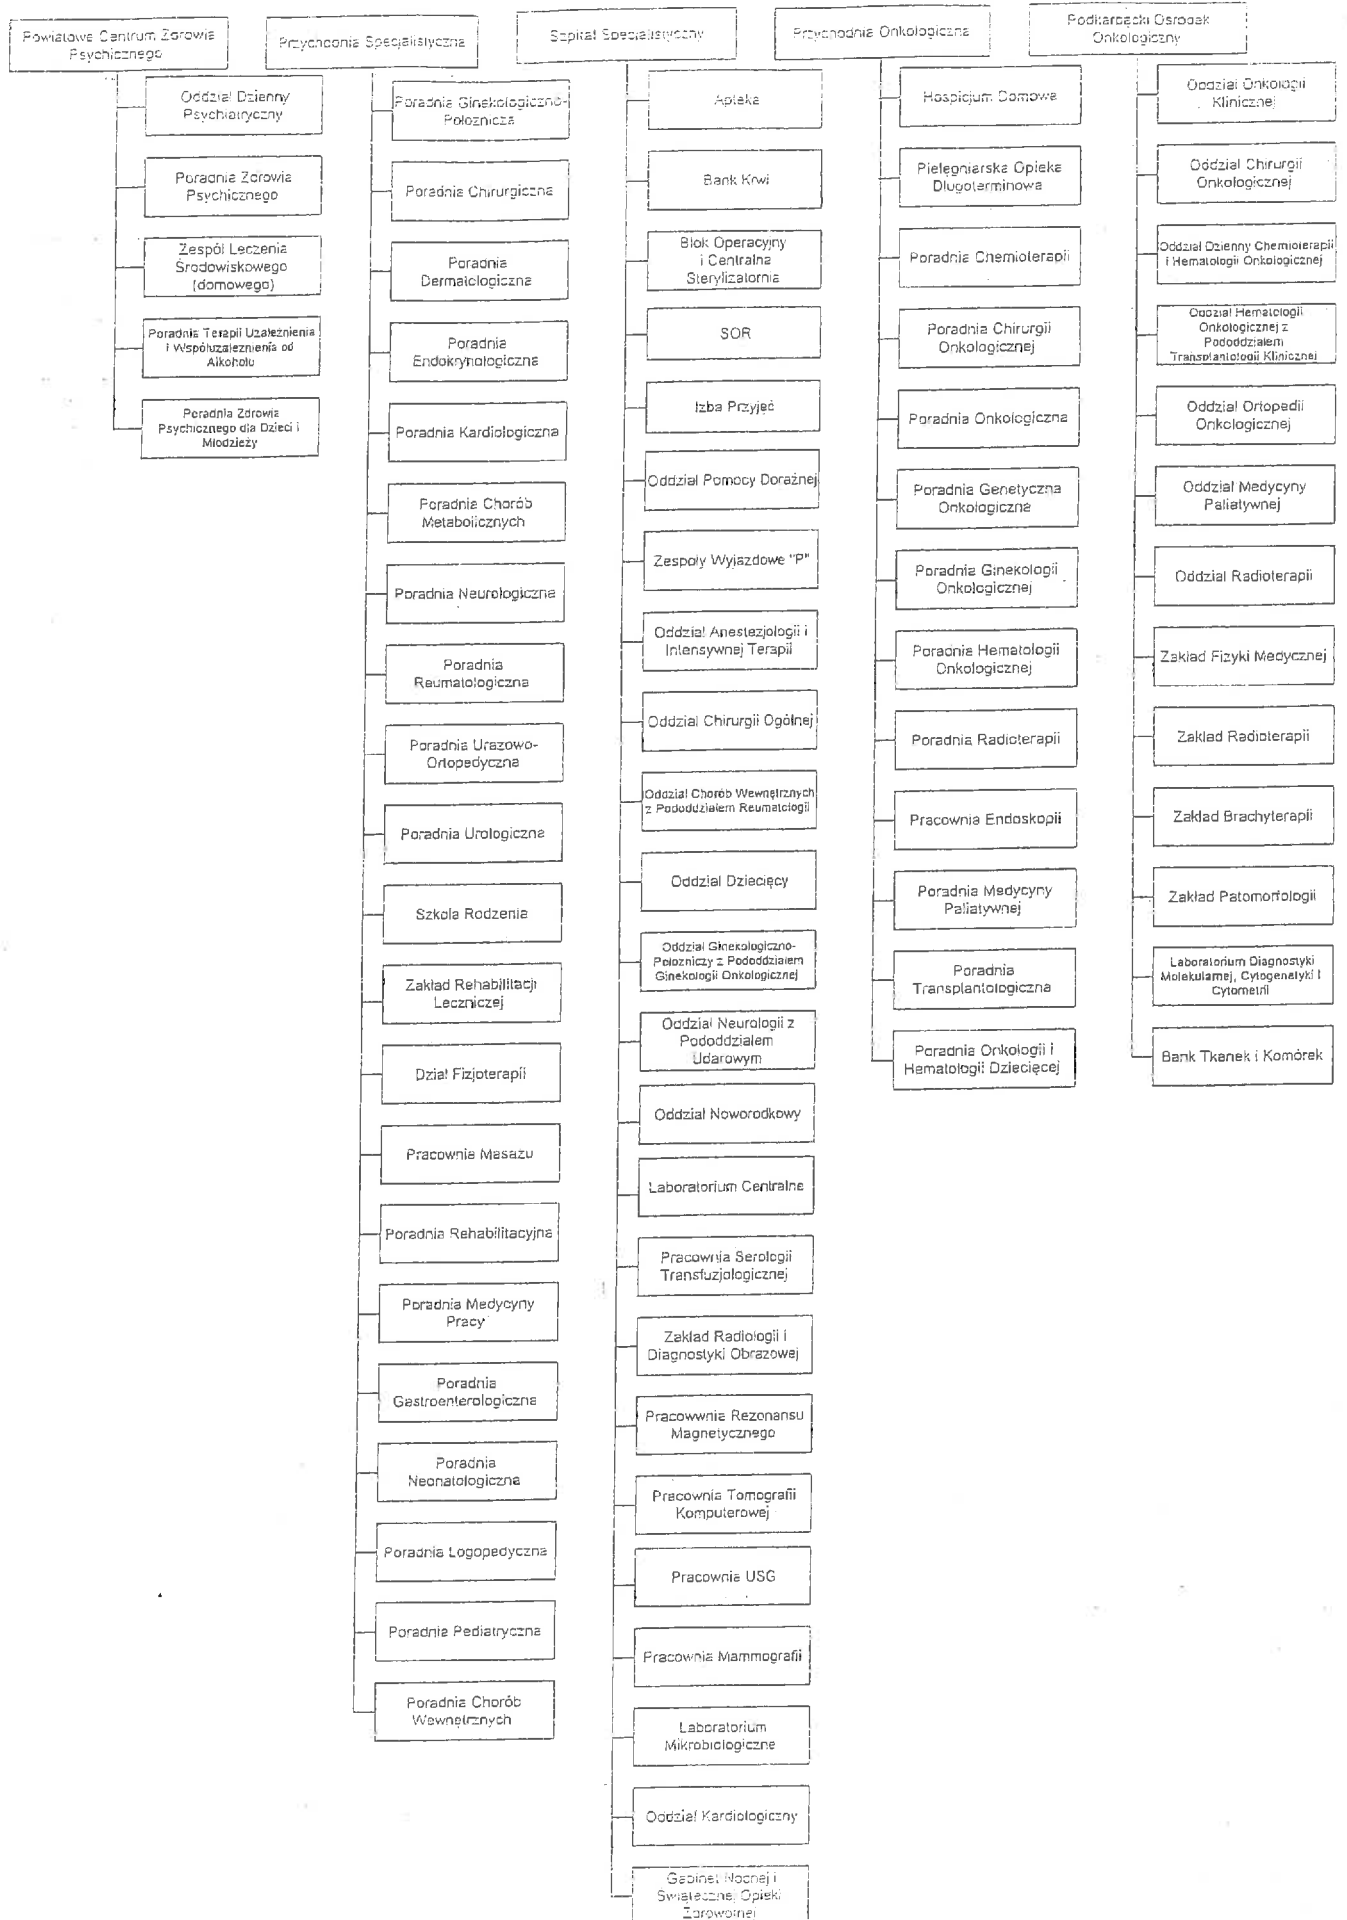 Powiatowe Centrum Zdrowia
Psychicznego
Oddział Dzienny
Psychiatryczny
Poradnia Zdrowia
Psychicznego
Zespół Leczenia
Środowiskowego
(domowego)
Poradnia Terapii Uzależnienia
i Współuzależnienia od
Alkoholu
Poradnia Zdrowia
Psychicznego dla Dzieci i
Młodzieży
Przychodnia Specjalistyczna
Poradnia Ginekologiczno-
Położnicza
Poradnia Chirurgiczna
Poradnia
Dermatologiczna
Poradnia
Endokrynologiczna
Poradnia Kardiologiczna
Poradnia Chorób
Metabolicznych
Poradnia Neurologiczna
Poradnia
Reumatologiczna
Poradnia Urazowo-
Ortopedyczna
Poradnia Urologiczna
Szkoła Rodzenia
Zakład Rehabilitacji
Leczniczej
Dział Fizjoterapii
Pracownia Masażu
Poradnia Rehabilitacyjna
Poradnia Medycyny
Pracy
Poradnia
Gastroenterologiczna
Poradnia
Neonatologiczna
Poradnia Logopedyczna
Poradnia Pediatryczna
Poradnia Chorób
Wewnętrznych
Szpital Specjalistyczny
Apteka
Bank Krwi
Blok Operacyjny
i Centralna
Sterylizatornia
SOR
Izba Przyjęć
Oddział Pomocy Doraźnej
Zespoły Wyjazdowe "P"
Oddział Anestezjologii i
Intensywnej Terapii
Oddział Chirurgii Ogólnej
Oddział Chorób Wewnętrznych
z Pododdziałem Reumatologii
Oddział Dziecięcy
Oddział Ginekologiczno-
Położniczy z Pododdziałem
Ginekologii Onkologicznej
Oddział Neurologii z
Pododdziałem
Udarowym
Oddział Noworodkowy
Laboratorium Centralne
Pracownia Serologii
Transfuzjologicznej
Zakład Radiologii i
Diagnostyki Obrazowej
Pracowwnia Rezonansu
Magnetycznego
Pracownia Tomografii
Komputerowej
Pracownia USG
Pracownia Mammografii
Laboratorium
Mikrobiologiczne
Oddział Kardiologiczny
Gabinet Nocnej i
Świątecznej Opieki
Zdrowotnej
Przychodnia Onkologiczna
Hospicjum Domowe
Pielęgniarska Opieka
Długoterminowa
Poradnia Chemioterapii
Poradnia Chirurgii
Onkologicznej
Poradnia Onkologiczna
Poradnia Genetyczna
Onkologiczna
Poradnia Ginekologii
Onkologicznej
Poradnia Hematologii
Onkologicznej
Poradnia Radioterapii
Pracownia Endoskopii
Poradnia Medycyny
Paliatywnej
Poradnia
Transplantologiczna
Poradnia Onkologii i
Hematologii Dziecięcej
Podkarpacki Ośrodek
Onkologiczny
Oddział Onkologii
Klinicznej
Oddział Chirurgii
Onkologicznej
Oddział Dzienny Chemioterapii
i Hematologii Onkologicznej
Oddział Hematologii
Onkologicznej z
Pododdziałem
Transplantologii Klinicznej
Oddział Ortopedii
Onkologicznej
Oddział Medycyny
Paliatywnej
Oddział Radioterapii
Zakład Fizyki Medycznej
Zakład Radioterapii
Zakład Brachyterapii
Zakład Patomorfologii
Laboratorium Diagnostyki
Molekularnej, Cytogenetyki i
Cytometrii
Bank Tkanek i Komórek